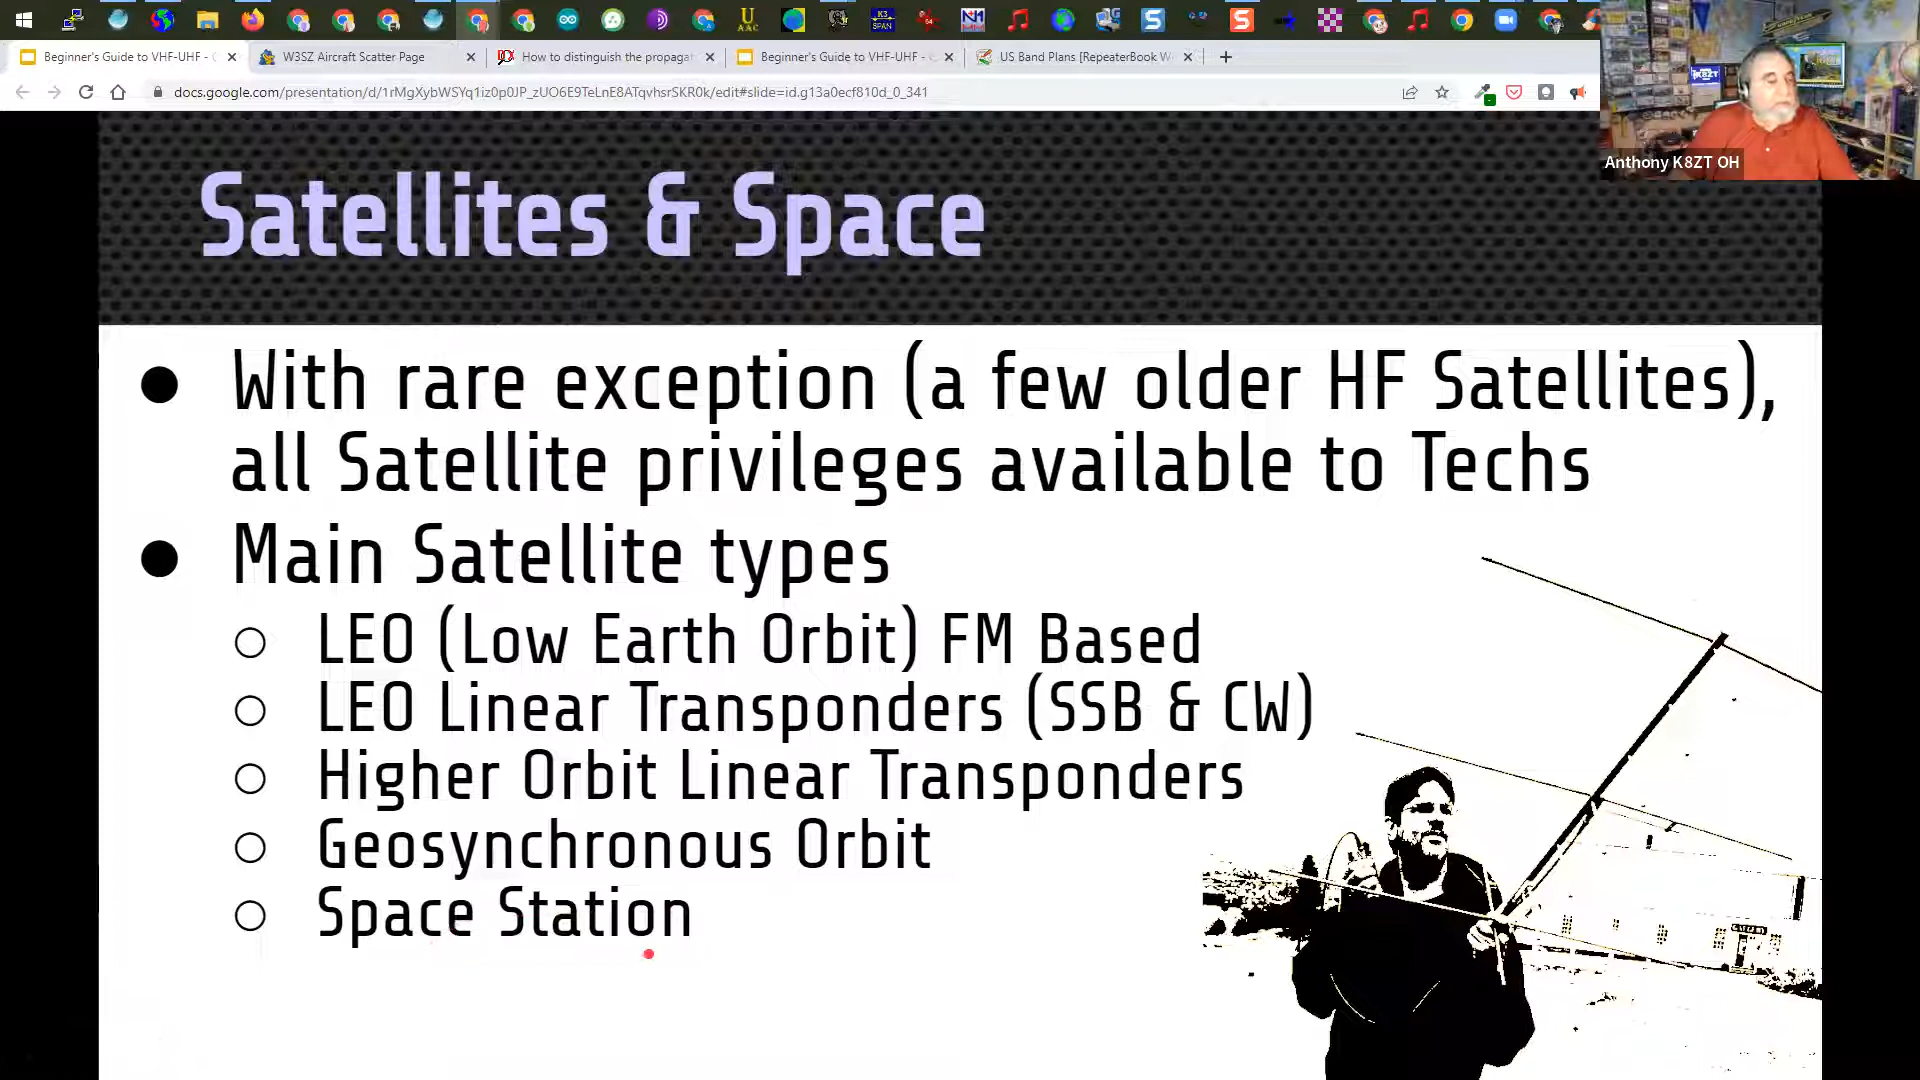 Beginner's Guide to VHF-UHF -
W3SZ Aircraft Scatter Page
How to distinguish the propagat
Beginner's Guide to VHF-UHF -
US Band Plans [RepeaterBook W
docs.google.com/presentation/d/1rMgXybWSYq1iz0p0JP_zUO6E9TeLnE8ATqvhsrSKR0k/edit#slide=id.g13a0ecf810d_0_341
K8ZT
Anthony K8ZT OH
Satellites & Space
● With rare exception (a few older HF Satellites),
all Satellite privileges available to Techs
● Main Satellite types
○ LEO (Low Earth Orbit) FM Based
○ LEO Linear Transponders (SSB & CW)
○ Higher Orbit Linear Transponders
○ Geosynchronous Orbit
○ Space Station